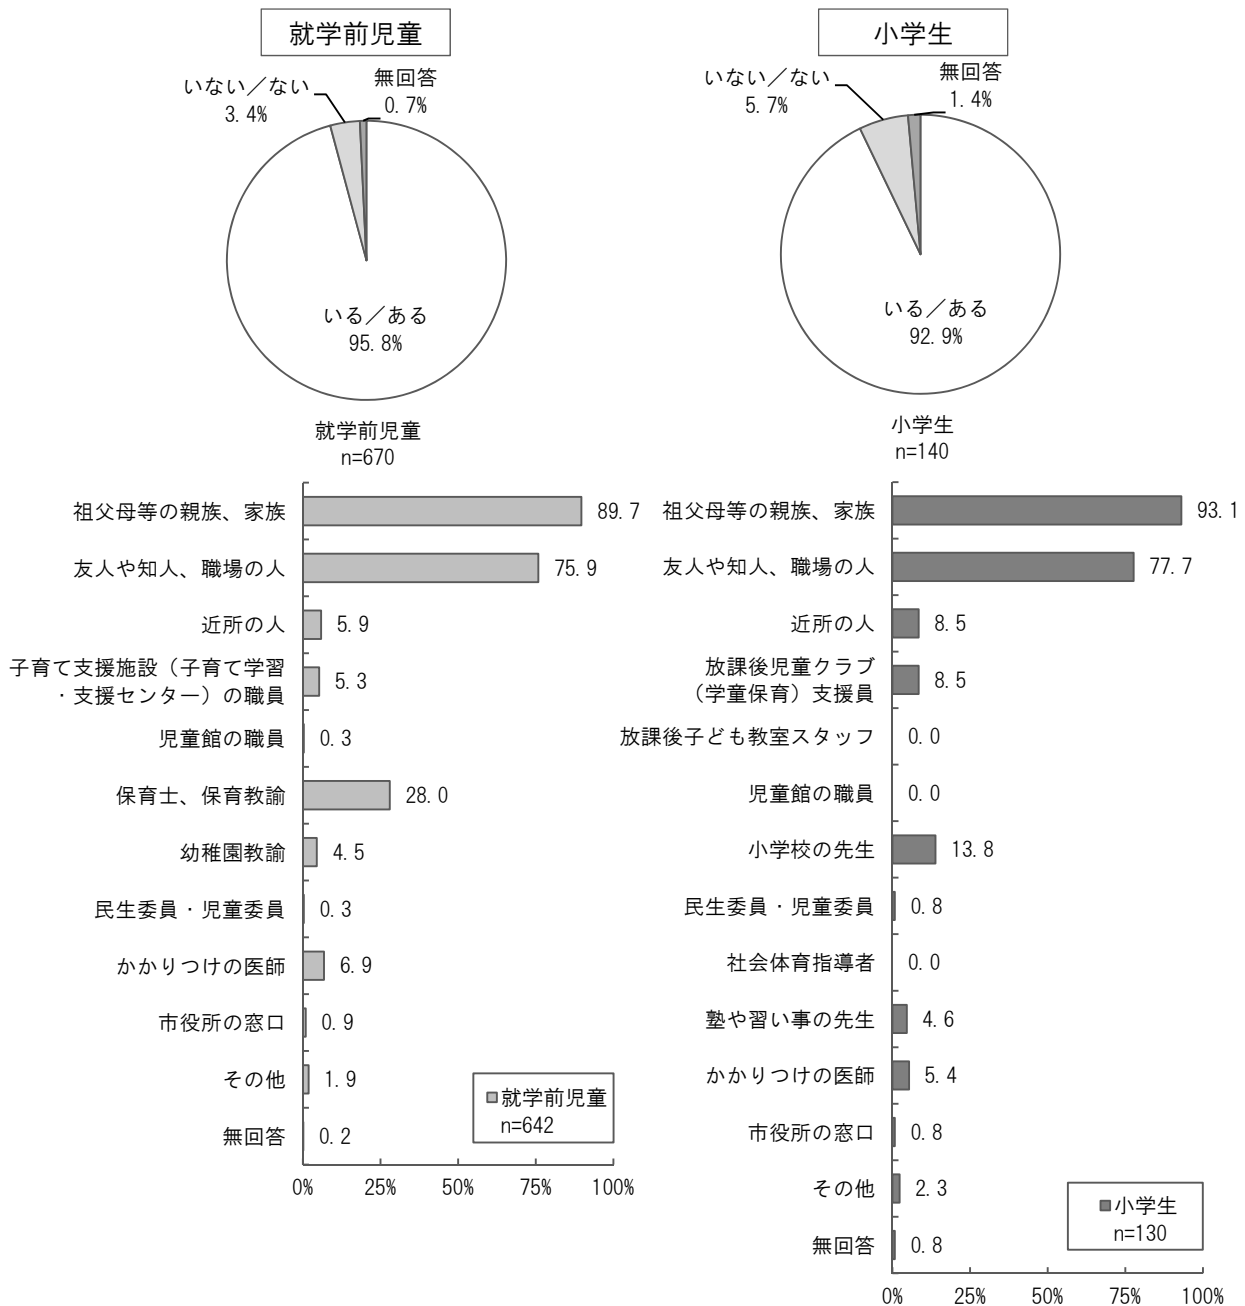 就学前児童
いない／ない
3.4%
無回答
0.7%
いる／ある
95.8%
就学前児童
n=670
小学生
いない／ない
5.7%
無回答
1.4%
いる／ある
92.9%
小学生
n=140
祖父母等の親族、家族 89.7
友人や知人、職場の人 75.9
近所の人 5.9
子育て支援施設（子育て学習
・支援センター）の職員 5.3
児童館の職員 0.3
保育士、保育教諭 28.0
幼稚園教諭 4.5
民生委員・児童委員 0.3
かかりつけの医師 6.9
市役所の窓口 0.9
その他 1.9
無回答 0.2
就学前児童
n=642
0% 25% 50% 75% 100%
祖父母等の親族、家族 93.1
友人や知人、職場の人 77.7
近所の人 8.5
放課後児童クラブ
（学童保育）支援員 8.5
放課後子ども教室スタッフ 0.0
児童館の職員 0.0
小学校の先生 13.8
民生委員・児童委員 0.8
社会体育指導者 0.0
塾や習い事の先生 4.6
かかりつけの医師 5.4
市役所の窓口 0.8
その他 2.3
無回答 0.8
小学生
n=130
0% 25% 50% 75% 100%